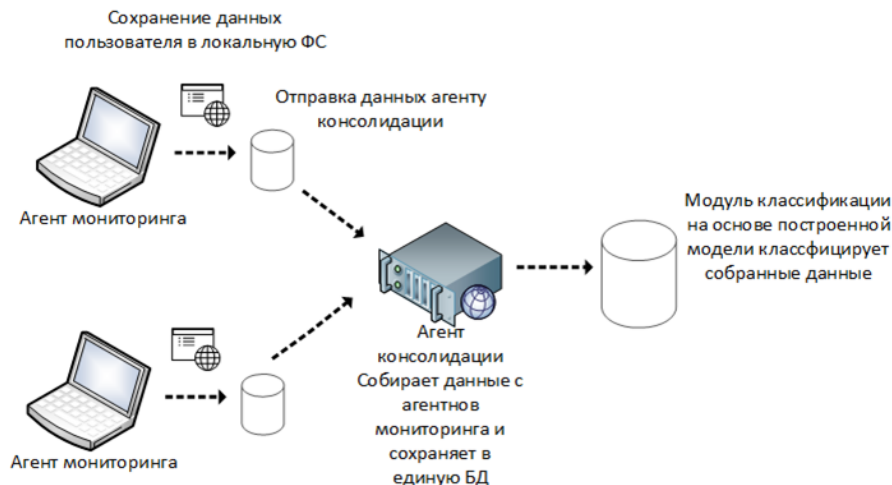 Сохранение данных
пользователя в локальную ФС
Отправка данных агенту
консолидации
Агент мониторинга
Модуль классификации
на основе построенной
модели классфицирует
собранные данные
Агент
консолидации
Собирает данные с
агентнов
мониторинга и
сохраняет в
единую БД
Агент мониторинга